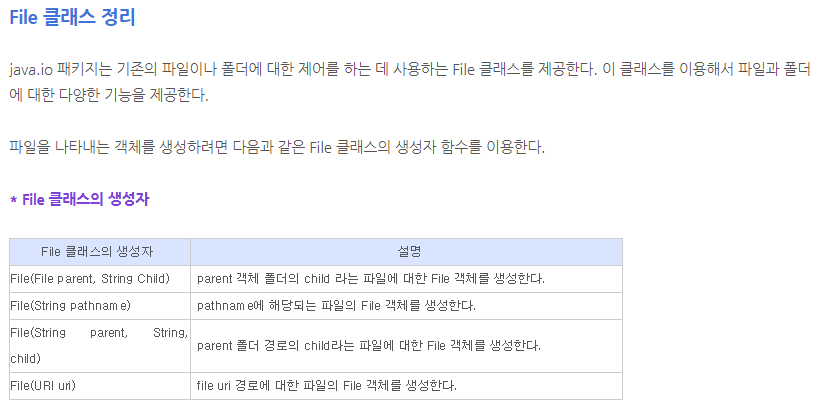 File 클래스 정리
java.io 패키지는 기존의 파일이나 폴더에 대한 제어를 하는 데 사용하는 File 클래스를 제공한다. 이 클래스를 이용해서 파일과 폴더
에 대한 다양한 기능을 제공한다.
파일을 나타내는 객체를 생성하려면 다음과 같은 File 클래스의 생성자 함수를 이용한다.
* File 클래스의 생성자
File 클래스의 생성자 설명
File(File parent, String Child) parent 객체 폴더의 child 라는 파일에 대한 File 객체를 생성한다.
File(String pathname) pathname에 해당되는 파일의 File 객체를 생성한다.
File(String parent, String,
child) parent 폴더 경로의 child라는 파일에 대한 File 객체를 생성한다.
File(URI uri) file uri 경로에 대한 파일의 File 객체를 생성한다.